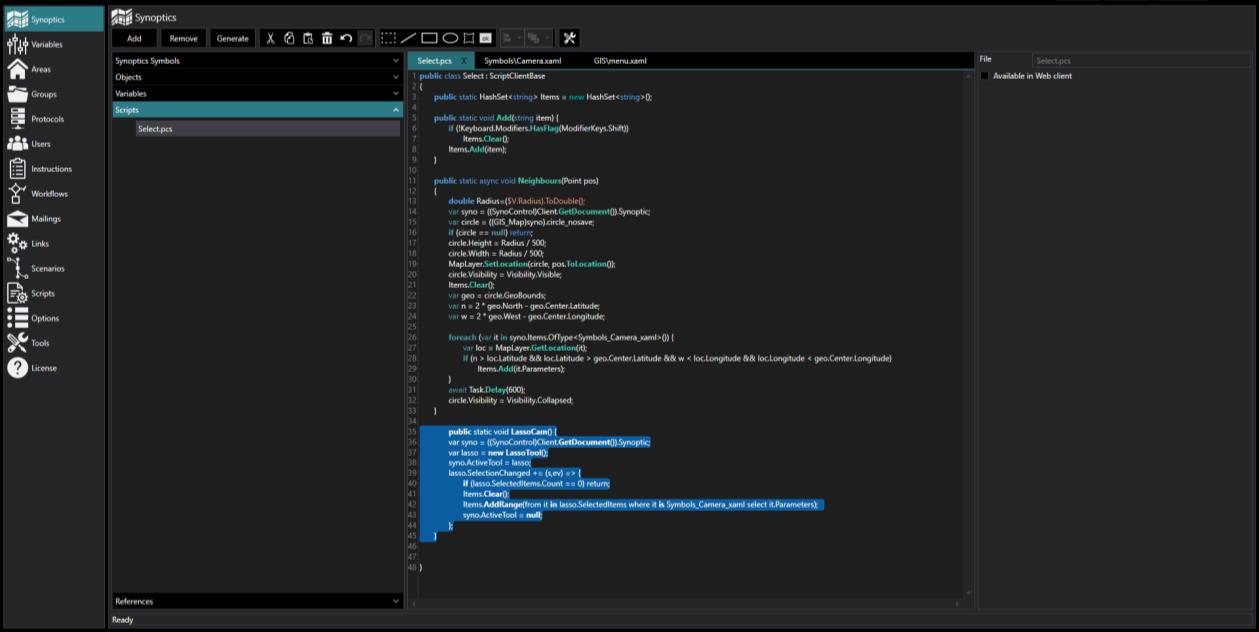 Synoptics
Variables
Areas
Groups
Protocols
Users
Instructions
Workflows
Mailings
Links
Scenarios
Scripts
Options
Tools
License
Synoptics
Add Remove Generate
ok
Synoptics Symbols
Objects
Variables
Scripts
Select.pcs
References
Ready
Select.pcs X Symbols\Camera.xaml GIS\menu.xaml
1 public class Select : ScriptClientBase
2 {
3 public static HashSet<string> Items = new HashSet<string>();
4
5 public static void Add(string item) {
6 if (!Keyboard.Modifiers.HasFlag(ModifierKeys.Shift))
7 Items.Clear();
8 Items.Add(item);
9 }
10
11 public static async void Neighbours(Point pos)
12 {
13 double Radius=($V.Radius).ToDouble();
14 var syno = ((SynoControl)Client.GetDocument()).Synoptic;
15 var circle = ((GIS_Map)syno).circle_nosave;
16 if (circle == null) return;
17 circle.Height = Radius / 500;
18 circle.Width = Radius / 500;
19 MapLayer.SetLocation(circle, pos.ToLocation());
20 circle.Visibility = Visibility.Visible;
21 Items.Clear();
22 var geo = circle.GeoBounds;
23 var n = 2 * geo.North - geo.Center.Latitude;
24 var w = 2 * geo.West - geo.Center.Longitude;
25
26 foreach (var it in syno.Items.OfType<Symbols_Camera_xaml>()) {
27 var loc = MapLayer.GetLocation(it);
28 if (n > loc.Latitude && loc.Latitude > geo.Center.Latitude && w < loc.Longitude && loc.Longitude < geo.Center.Longitude)
29 Items.Add(it.Parameters);
30 }
31 await Task.Delay(600);
32 circle.Visibility = Visibility.Collapsed;
33 }
34
35 public static void LassoCam() {
36 var syno = ((SynoControl)Client.GetDocument()).Synoptic;
37 var lasso = new LassoTool();
38 syno.ActiveTool = lasso;
39 lasso.SelectionChanged += (s,ev) => {
40 if (lasso.SelectedItems.Count == 0) return;
41 Items.Clear();
42 Items.AddRange(from it in lasso.SelectedItems where it is Symbols_Camera_xaml select it.Parameters);
43 syno.ActiveTool = null;
44 };
45 }
46
47
48 }
File Select.pcs
Available in Web client